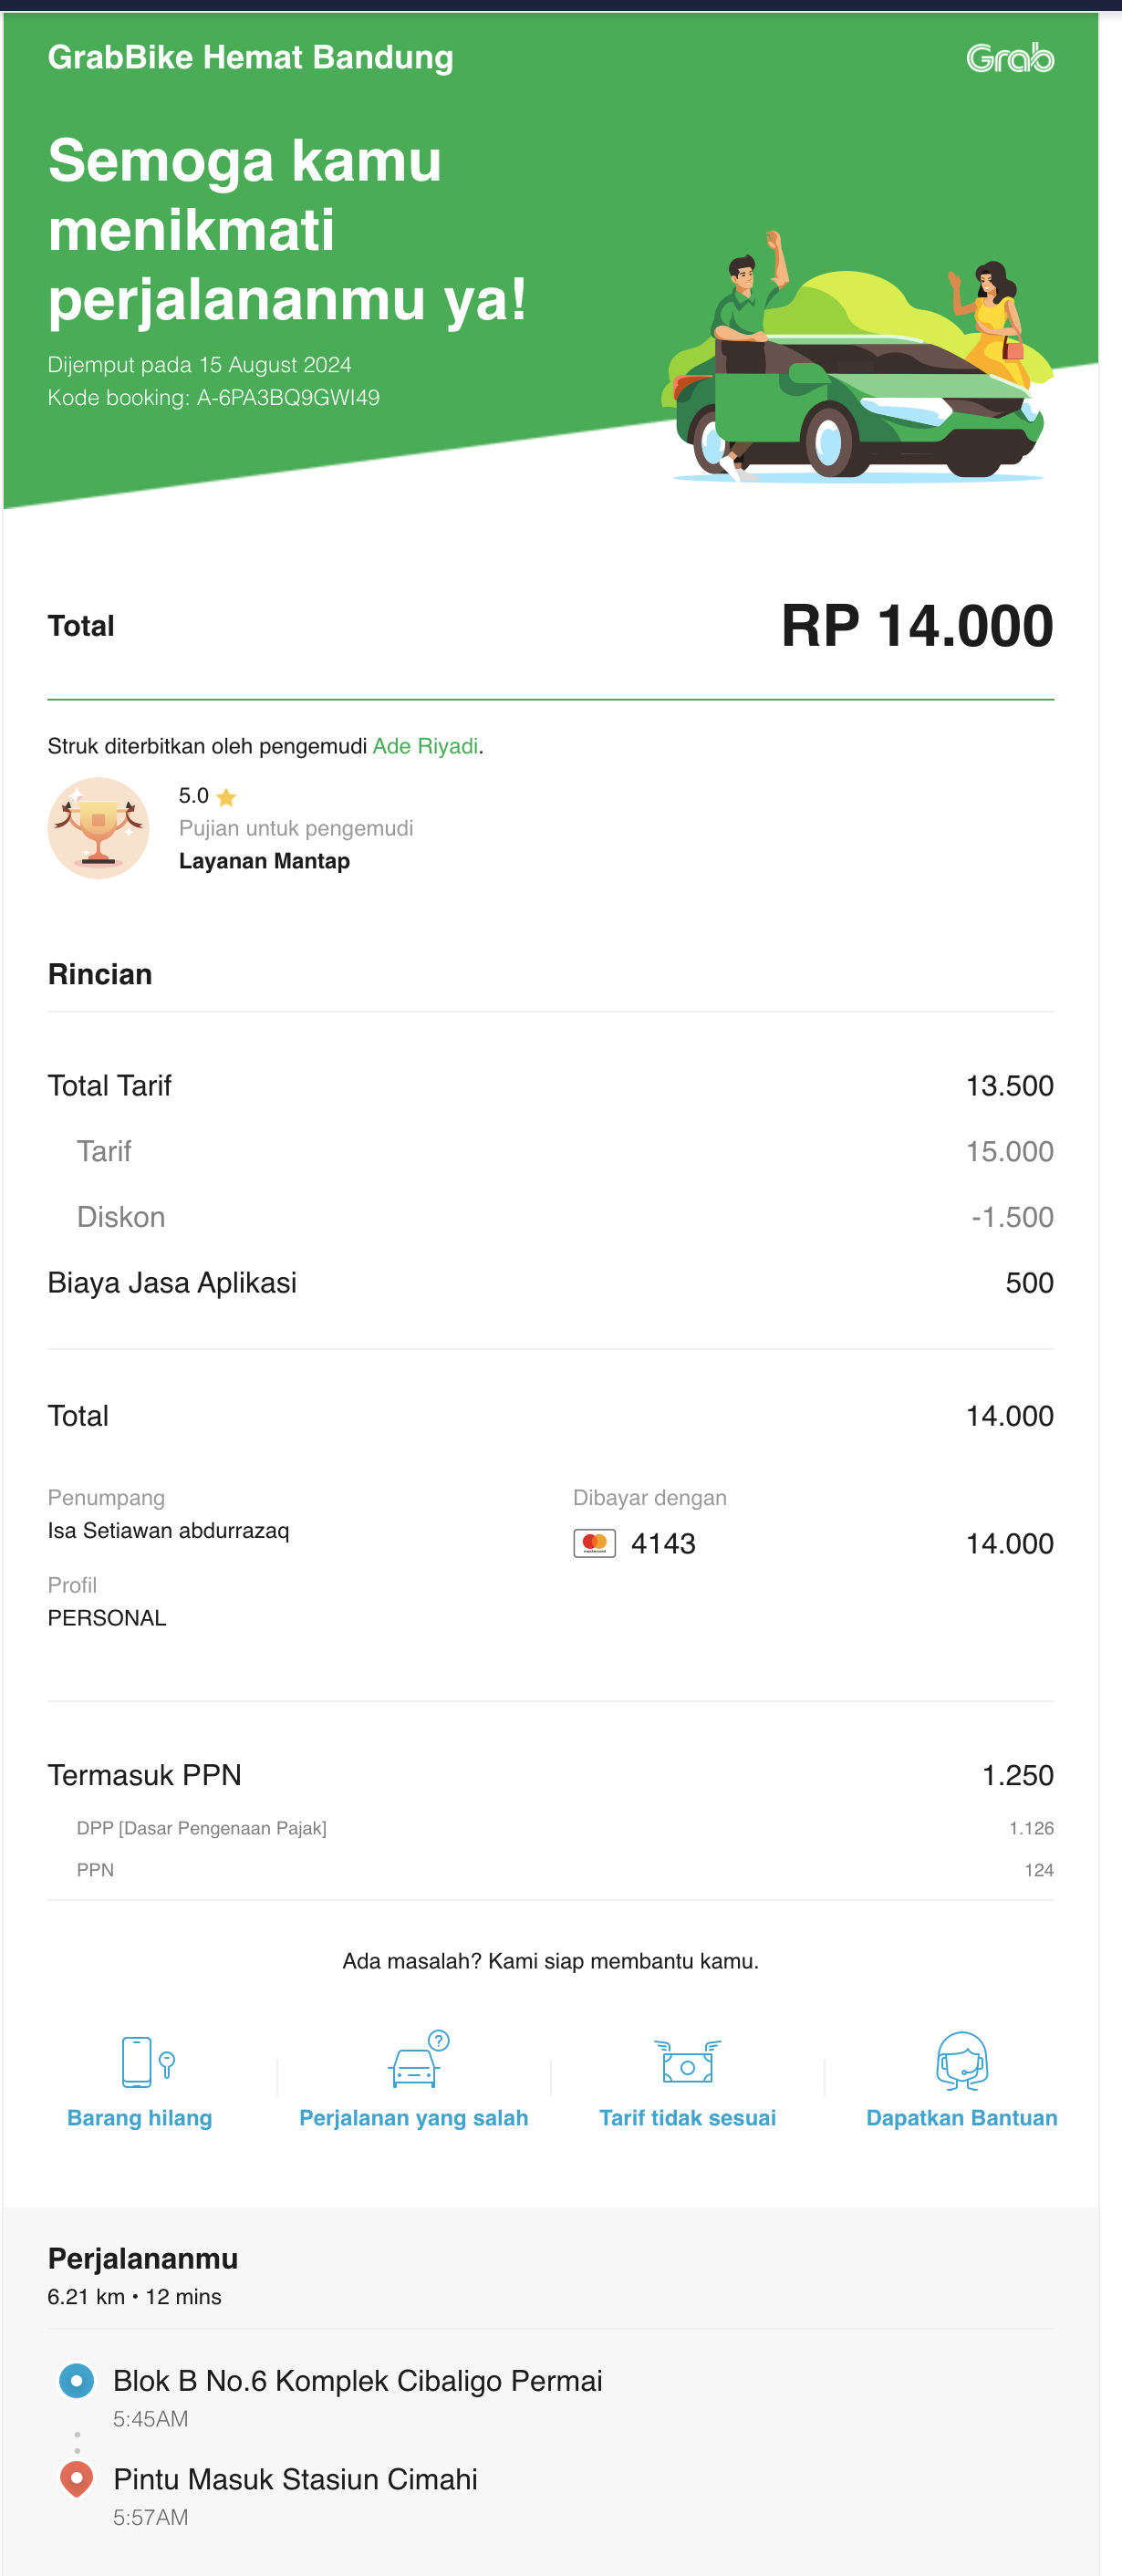 GrabBike Hemat Bandung
Grab
Semoga kamu
menikmati
perjalananmu ya!
Dijemput pada 15 August 2024
Kode booking: A-6PA3BQ9GWI49
Total RP 14.000
Struk diterbitkan oleh pengemudi Ade Riyadi.
5.0
Pujian untuk pengemudi
Layanan Mantap
Rincian
Total Tarif 13.500
Tarif 15.000
Diskon -1.500
Biaya Jasa Aplikasi 500
Total 14.000
Penumpang
Isa Setiawan abdurrazaq
Profil
PERSONAL
Dibayar dengan
mastercard 4143 14.000
Termasuk PPN 1.250
DPP [Dasar Pengenaan Pajak] 1.126
PPN 124
Ada masalah? Kami siap membantu kamu.
?
Barang hilang Perjalanan yang salah Tarif tidak sesuai Dapatkan Bantuan
Perjalananmu
6.21 km • 12 mins
Blok B No.6 Komplek Cibaligo Permai
5:45AM
Pintu Masuk Stasiun Cimahi
5:57AM